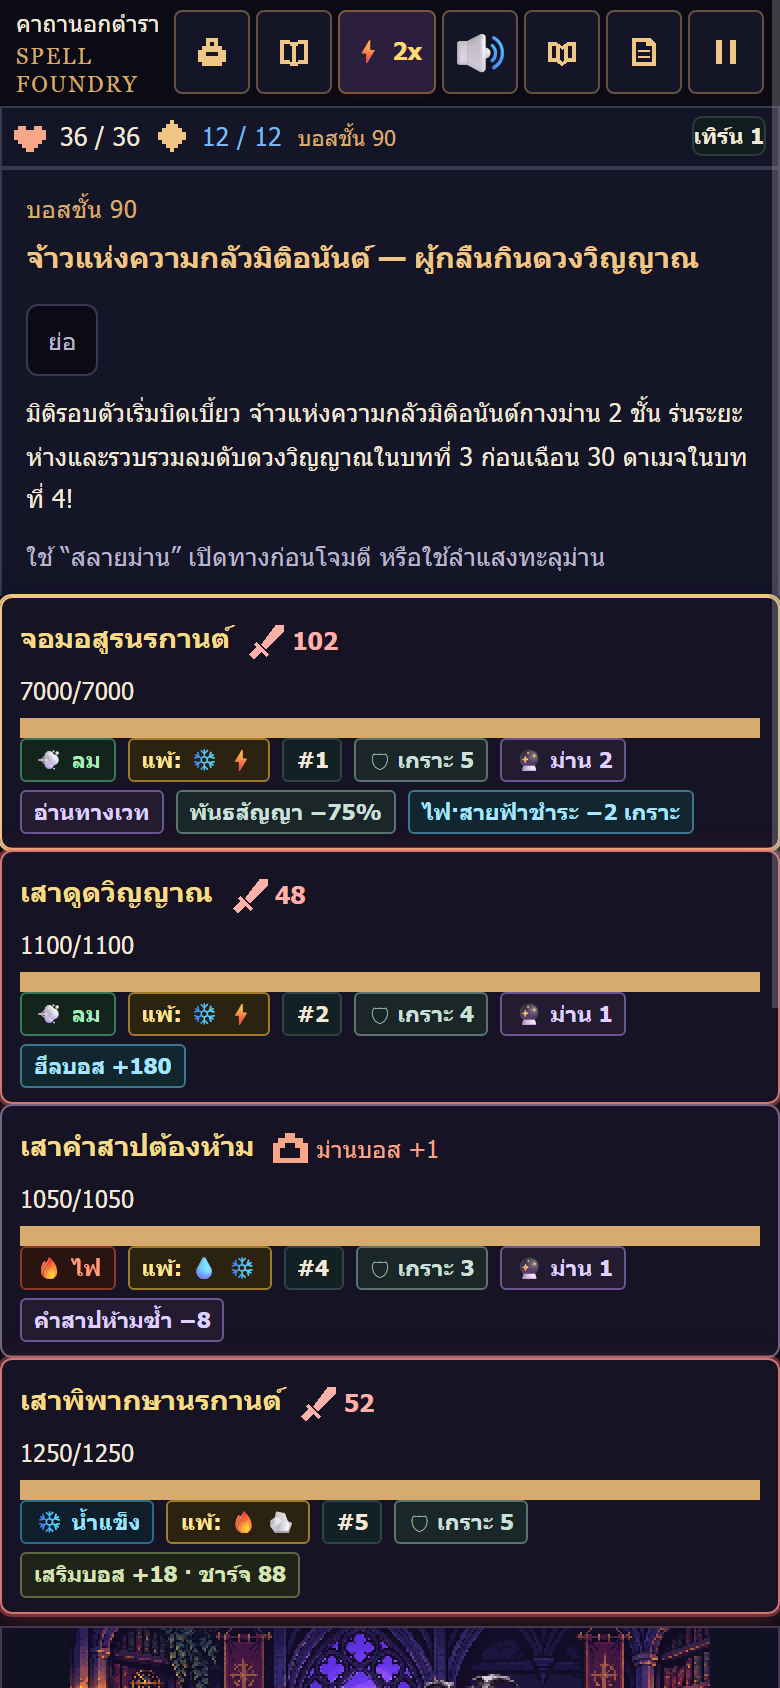 คาถานอกตำรา
SPELL
FOUNDRY
2x
36 / 36 12 / 12 บอสชั้น 90 เทิร์น 1
บอสชั้น 90
จ้าวแห่งความกลัวมิติอนันต์ — ผู้กลืนกินดวงวิญญาณ
ย่อ
มิติรอบตัวเริ่มบิดเบี้ยว จ้าวแห่งความกลัวมิติอนันต์กางม่าน 2 ชั้น ร่นระยะ
ห่างและรวบรวมลมดับดวงวิญญาณในบทที่ 3 ก่อนเฉือน 30 ดาเมจในบท
ที่ 4!
ใช้ “สลายม่าน” เปิดทางก่อนโจมตี หรือใช้ลำแสงทะลุม่าน
จอมอสูรนรกานต์ 102
7000/7000
ลม แพ้: #1 เกราะ 5 ม่าน 2
อ่านทางเวท พันธสัญญา −75% ไฟ·สายฟ้าชำระ −2 เกราะ
เสาดูดวิญญาณ 48
1100/1100
ลม แพ้: #2 เกราะ 4 ม่าน 1
ฮีลบอส +180
เสาคำสาปต้องห้าม ม่านบอส +1
1050/1050
ไฟ แพ้: #4 เกราะ 3 ม่าน 1
คำสาปห้ามซ้ำ −8
เสาพิพากษานรกานต์ 52
1250/1250
น้ำแข็ง แพ้: #5 เกราะ 5
เสริมบอส +18 · ชาร์จ 88